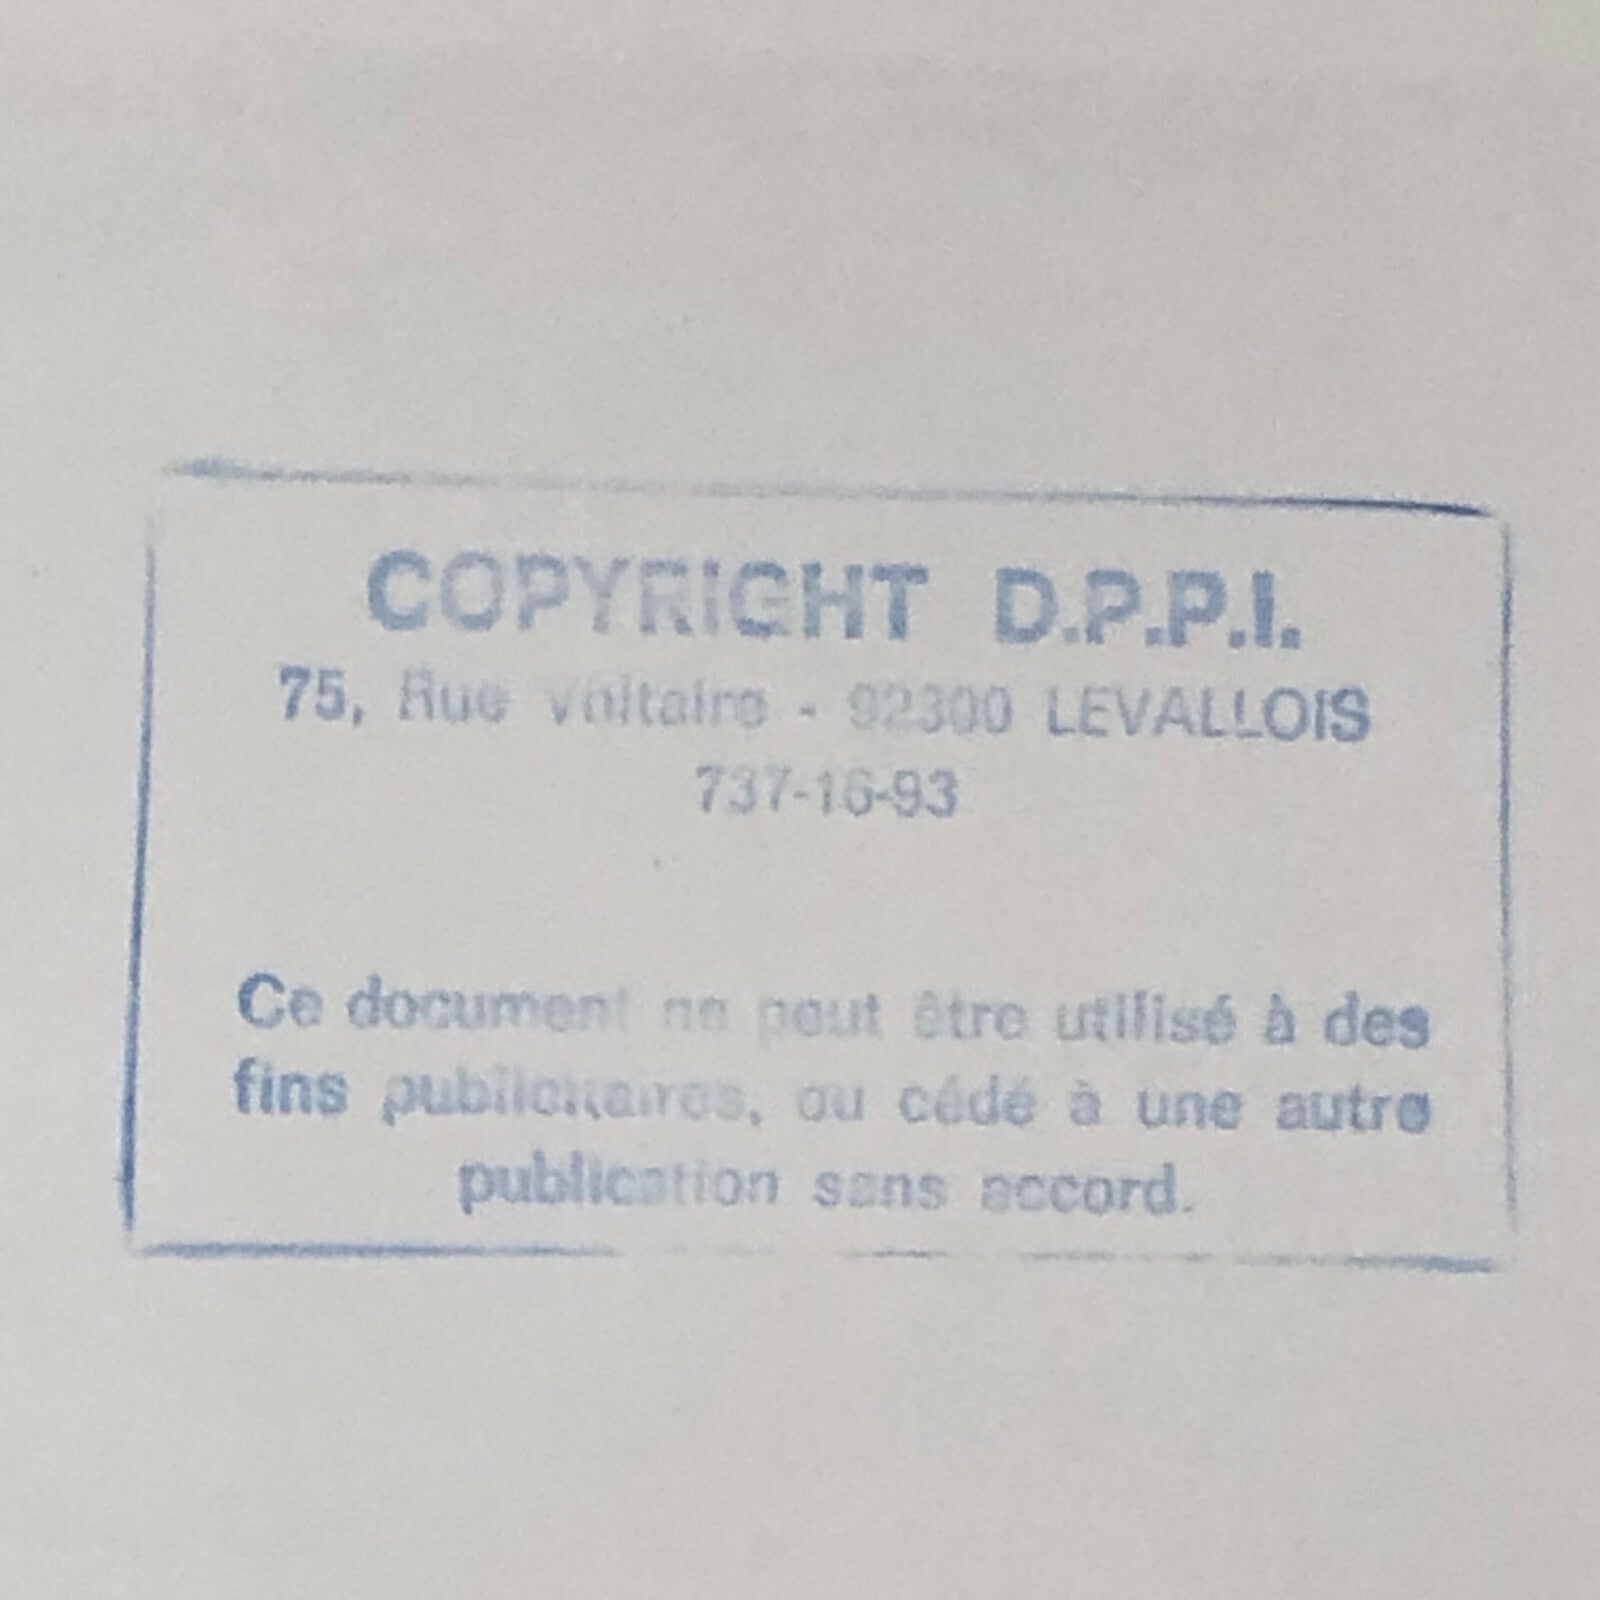 COPYRIGHT D.P.P.I.
75, Rue Voltaire - 92300 LEVALLOIS
737-16-93
Ce document ne peut être utilisé à des
fins publicitaires, ou cédé à une autre
publication sans accord.